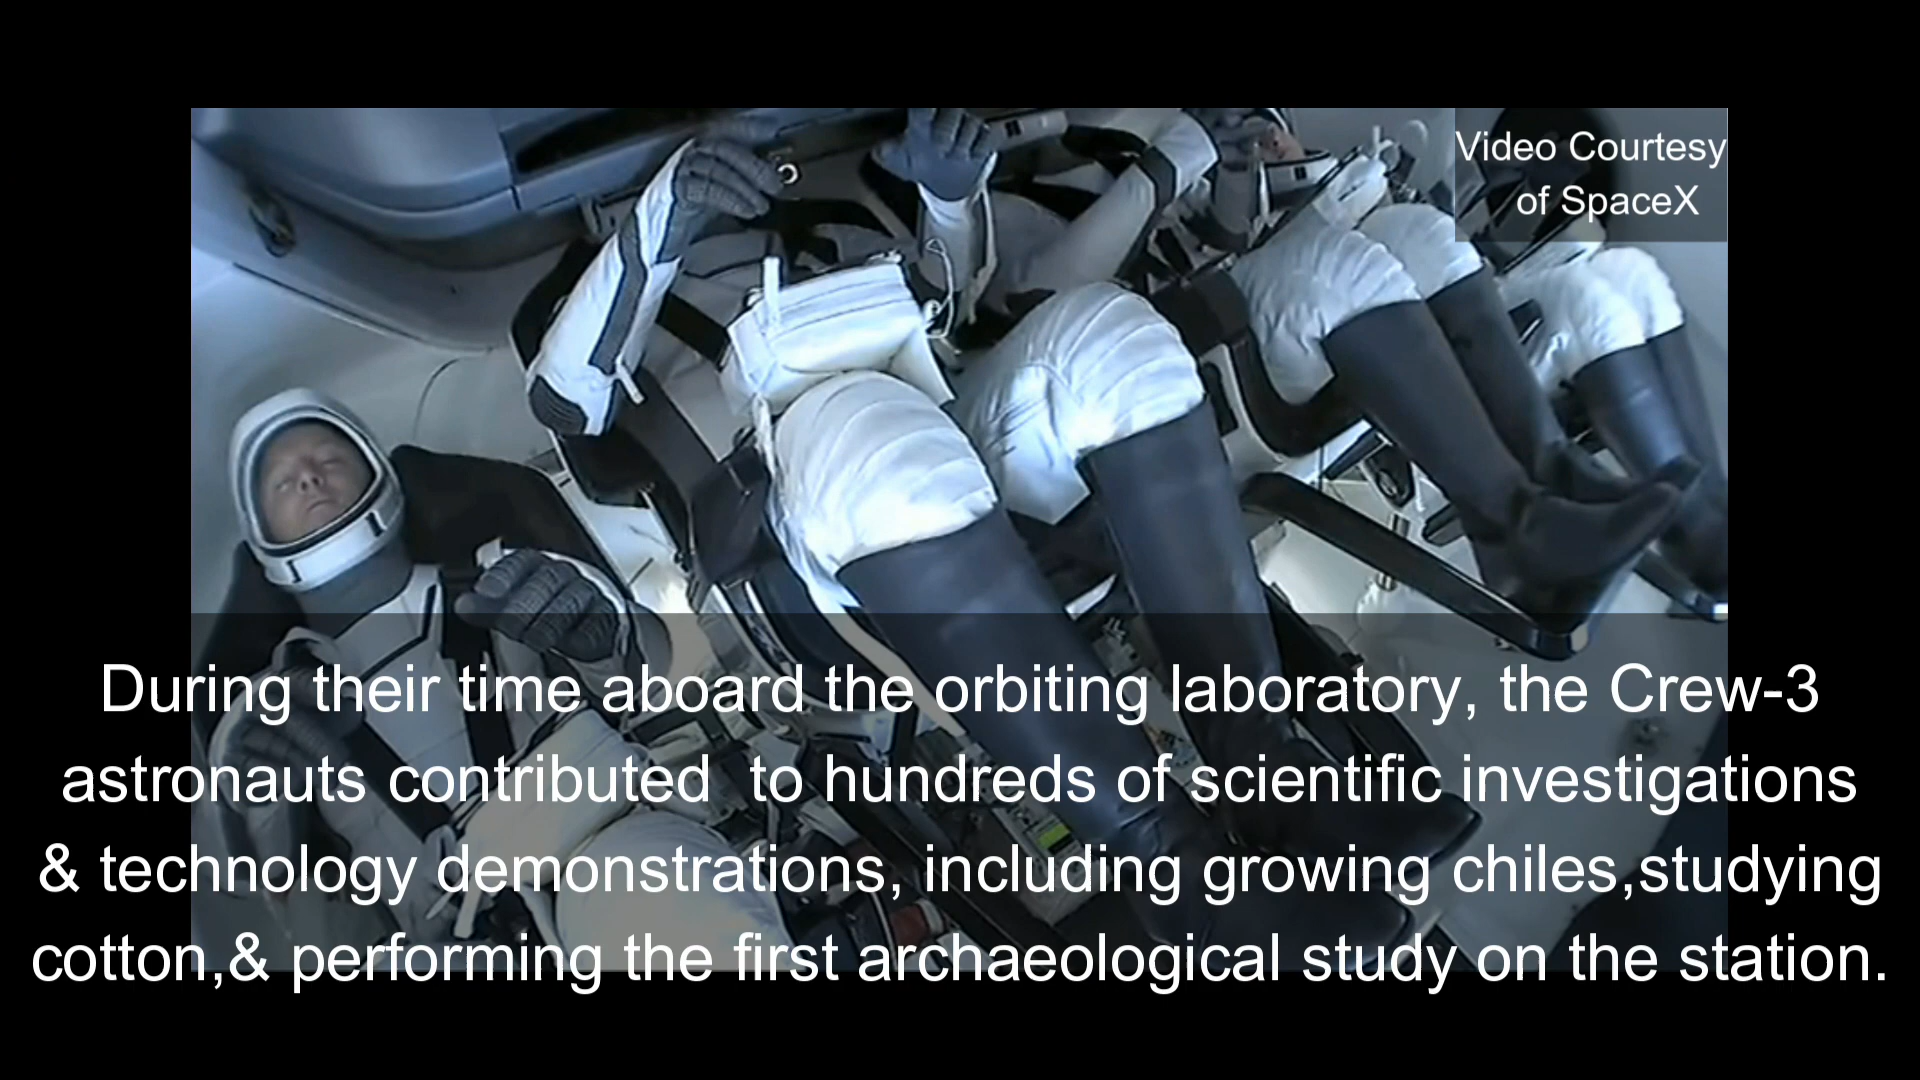 Video Courtesy
of SpaceX
During their time aboard the orbiting laboratory, the Crew-3
astronauts contributed  to hundreds of scientific investigations
& technology demonstrations, including growing chiles,studying
cotton,& performing the first archaeological study on the station.